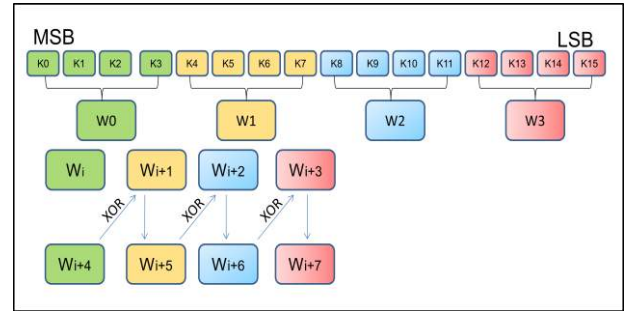 MSB LSB
K0 K1 K2 K3 K4 K5 K6 K7 K8 K9 K10 K11 K12 K13 K14 K15
W0 W1 W2 W3
Wi Wi+1 Wi+2 Wi+3
XOR XOR XOR
Wi+4 Wi+5 Wi+6 Wi+7